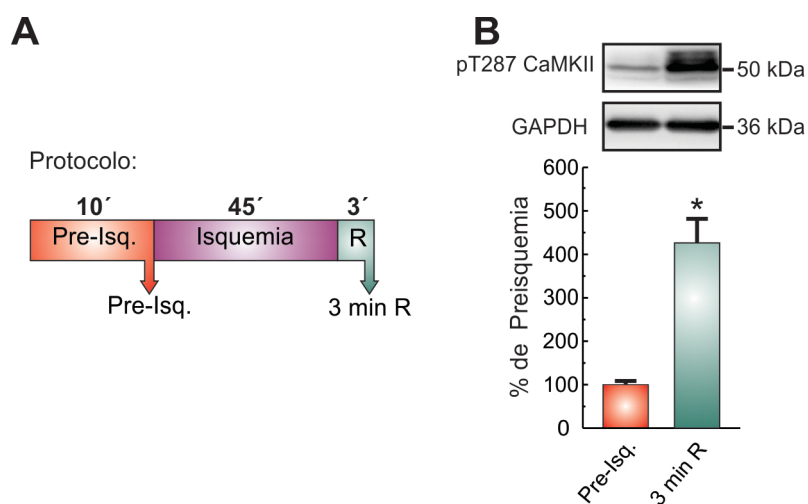 A
Protocolo:
10´ 45´ 3´
Pre-Isq. Isquemia R
Pre-Isq. 3 min R
B
pT287 CaMKII 50 kDa
GAPDH 36 kDa
% de Preisquemia
600
500
400
300
200
100
0
*
Pre-Isq. 3 min R